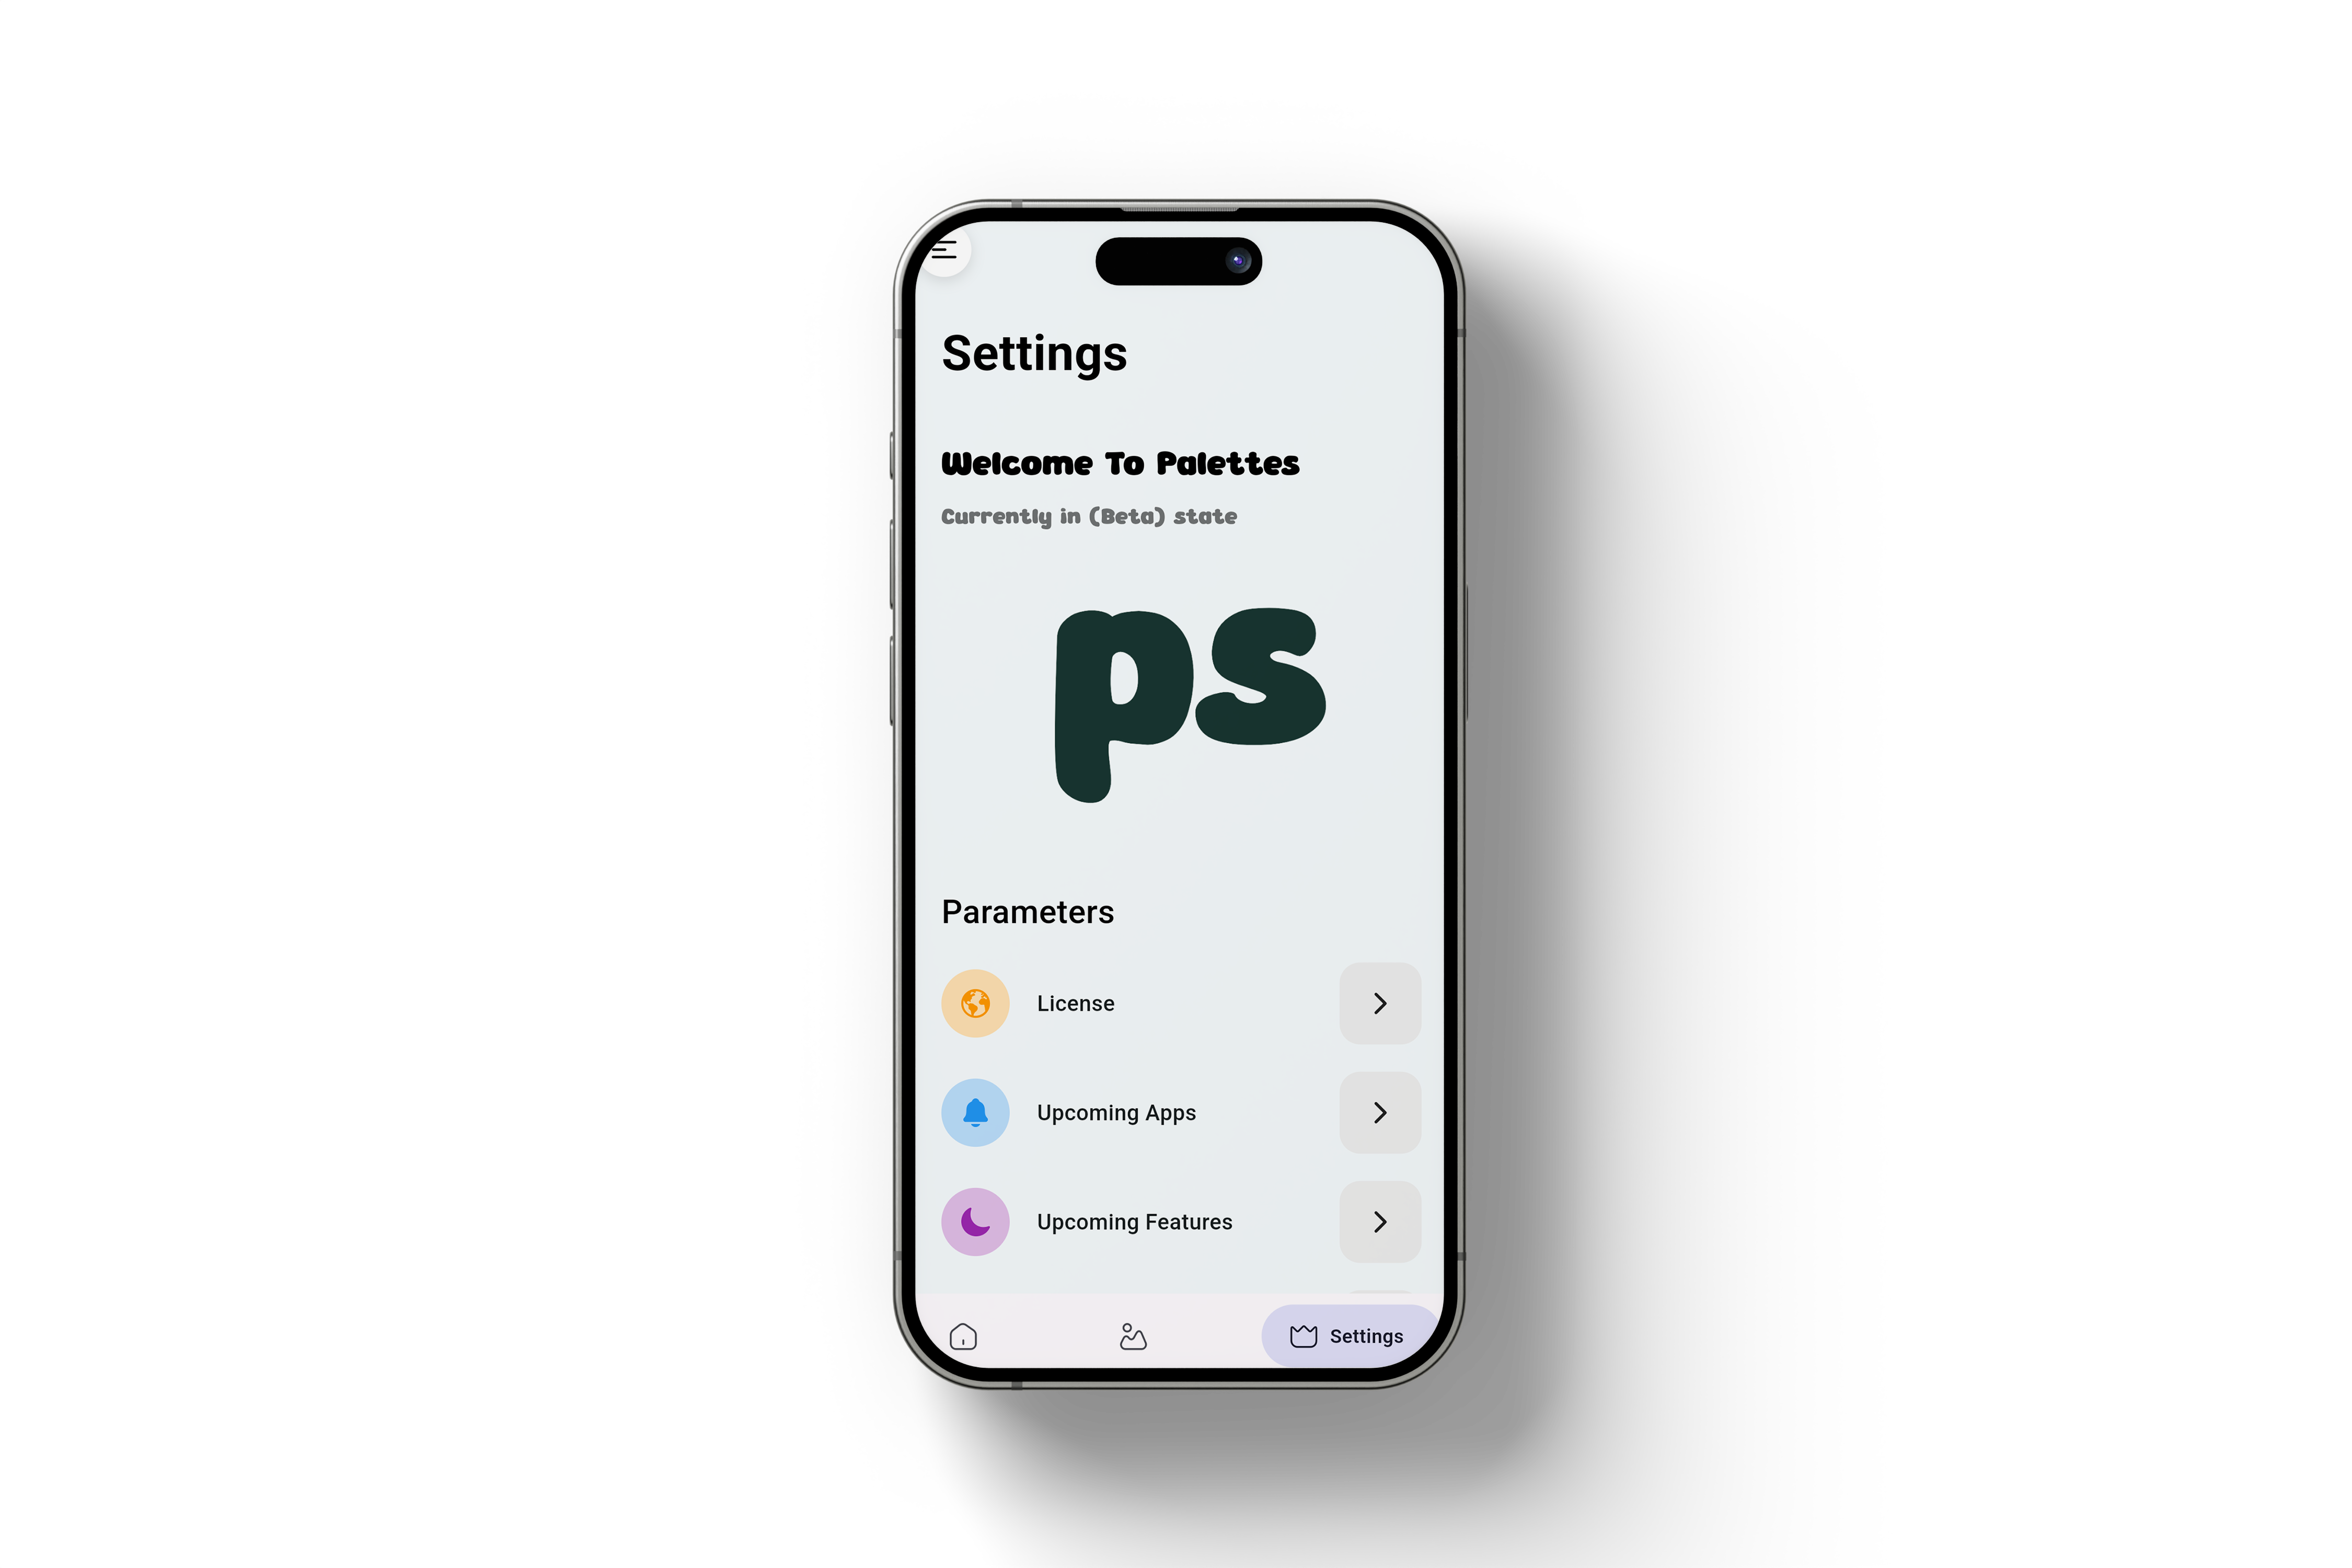 Settings
Welcome To Palettes
Currently in (Beta) state
ps
Parameters
License
Upcoming Apps
Upcoming Features
Settings